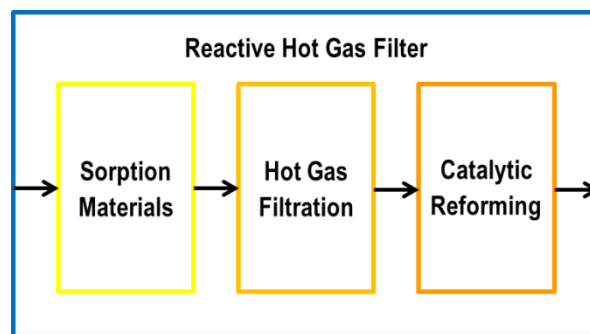 Reactive Hot Gas Filter
Sorption
Materials
Hot Gas
Filtration
Catalytic
Reforming